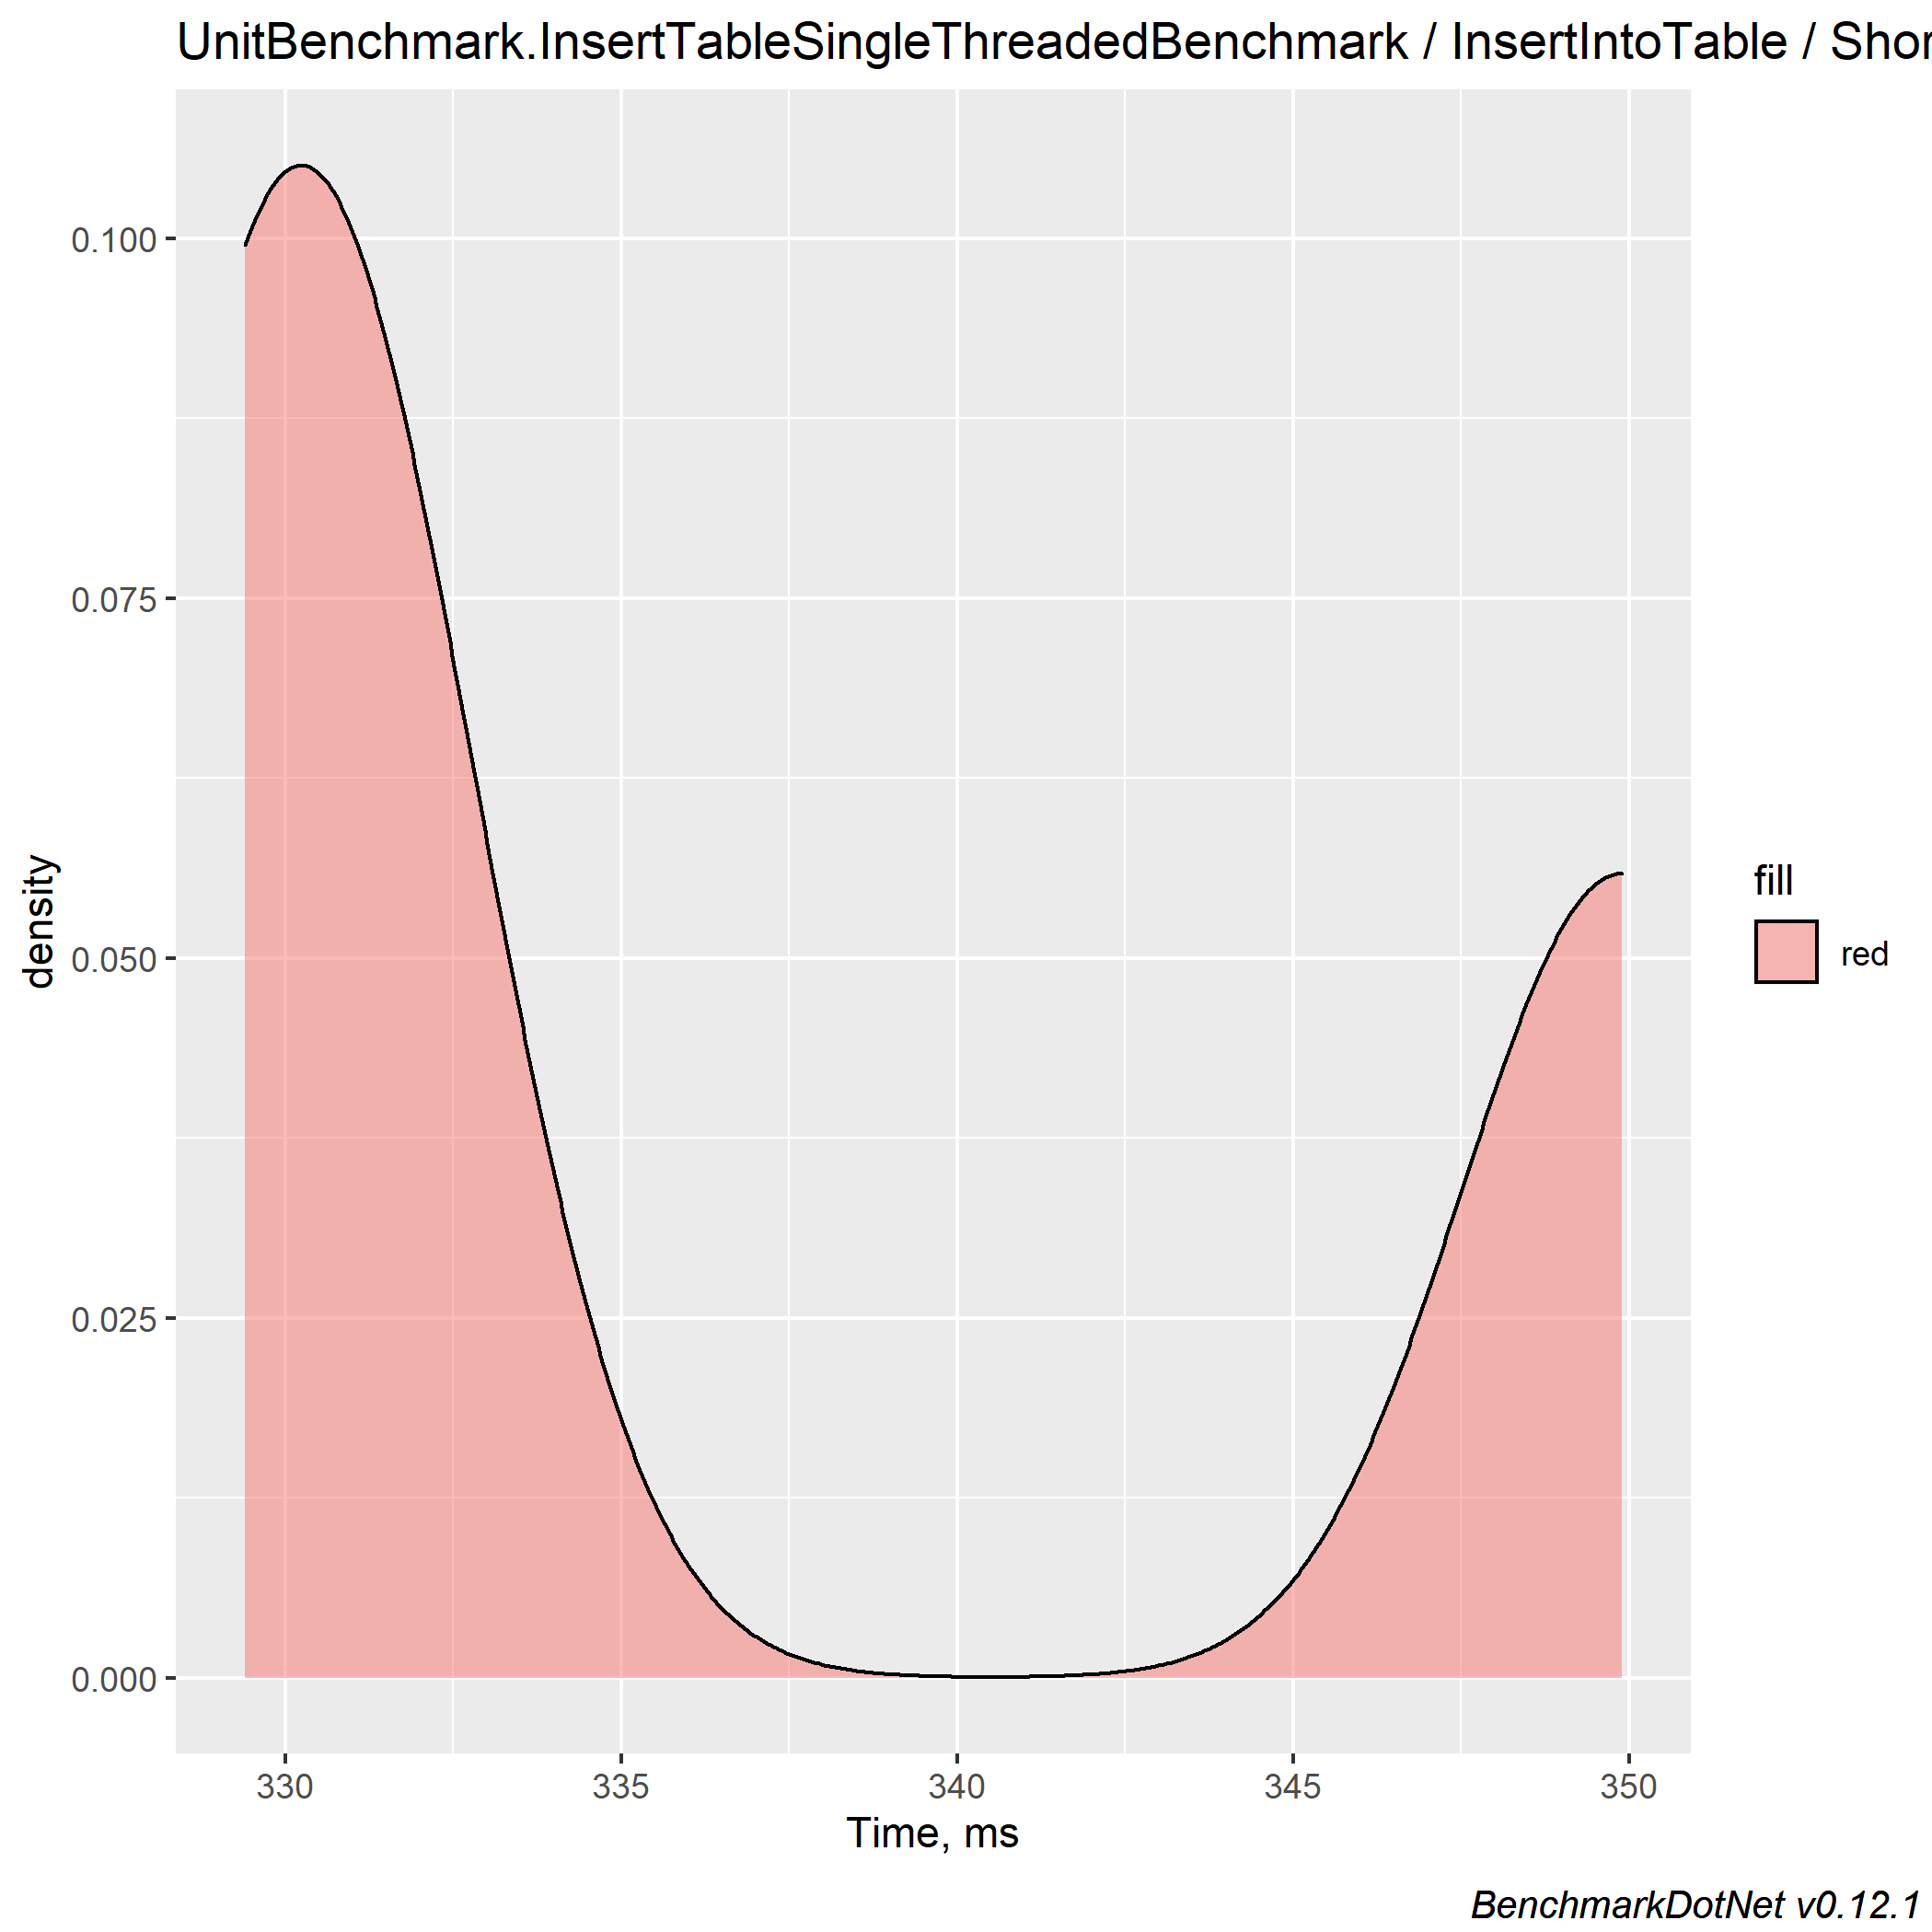 UnitBenchmark.InsertTableSingleThreadedBenchmark / InsertIntoTable /
density
0.100
0.075
0.050
0.025
0.000
330 335 340 345 350
Time, ms
fill
red
BenchmarkDotNet v0.12.1